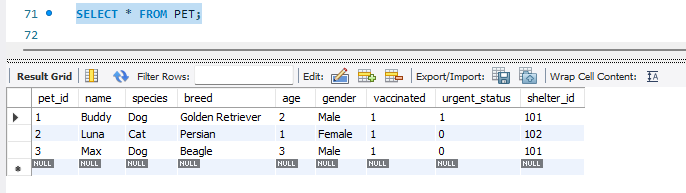 71 SELECT * FROM PET;
72
Result Grid Filter Rows: Edit: Export/Import: Wrap Cell Content:
pet_id name species breed age gender vaccinated urgent_status shelter_id
1 Buddy Dog Golden Retriever 2 Male 1 1 101
2 Luna Cat Persian 1 Female 1 0 102
3 Max Dog Beagle 3 Male 1 0 101
NULL NULL NULL NULL NULL NULL NULL NULL NULL